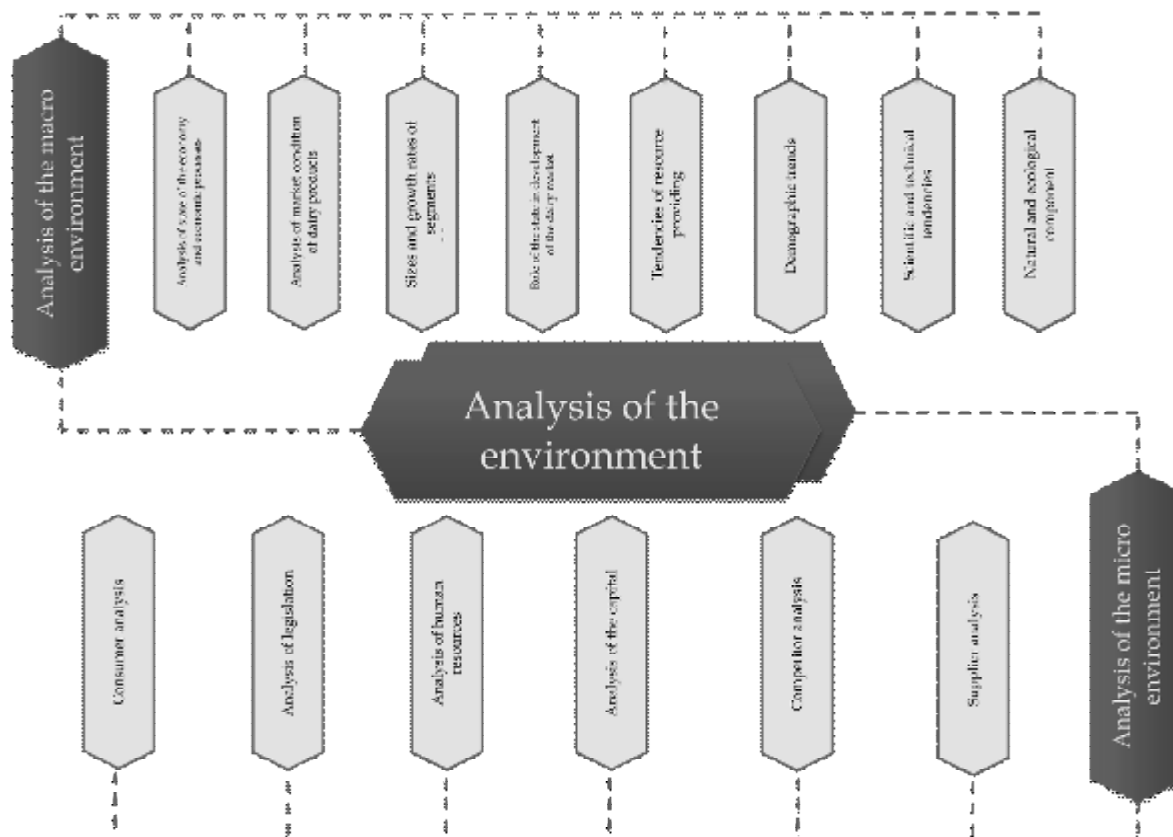 Analysis of the macro
environment
Analysis of state of the economy
and economic processes
Analysis of market condition
of dairy products
Sizes and growth rates of
segments
Role of the state in development
of the dairy market
Tendencies of resource
providing
Demographic trends
Scientific and technical
tendencies
Natural and ecological
component
Analysis of the
environment
Consumer analysis
Analysis of legislation
Analysis of human
resources
Analysis of the capital
Competitor analysis
Supplier analysis
Analysis of the micro
environment